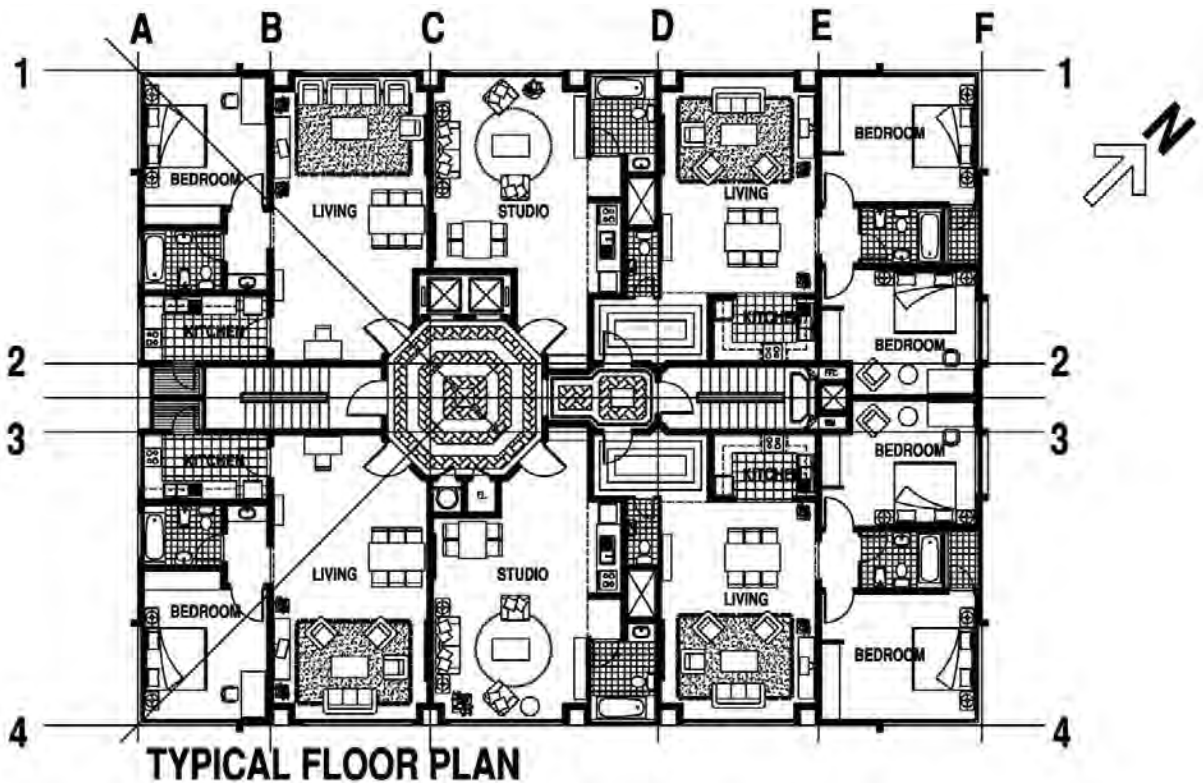 A B C D E F
1 1
N
BEDROOM
BEDROOM
LIVING
STUDIO
LIVING
KITCHEN
KITCHEN
BEDROOM
2 2
3 3
KITCHEN
KITCHEN
BEDROOM
LIVING
STUDIO
LIVING
BEDROOM
BEDROOM
4 4
TYPICAL FLOOR PLAN